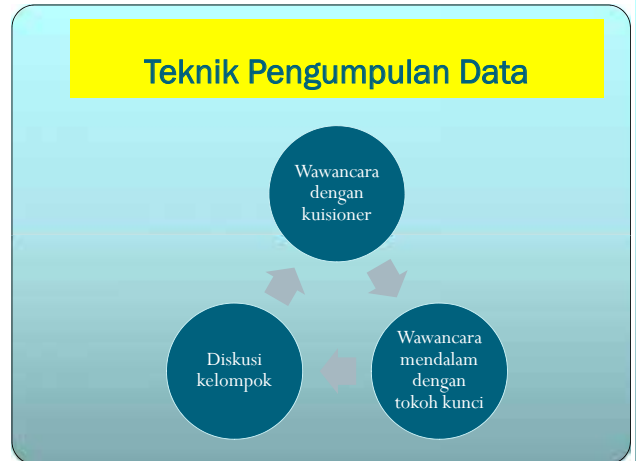 Teknik Pengumpulan Data
Wawancara
dengan
kuisioner
Wawancara
mendalam
dengan
tokoh kunci
Diskusi
kelompok